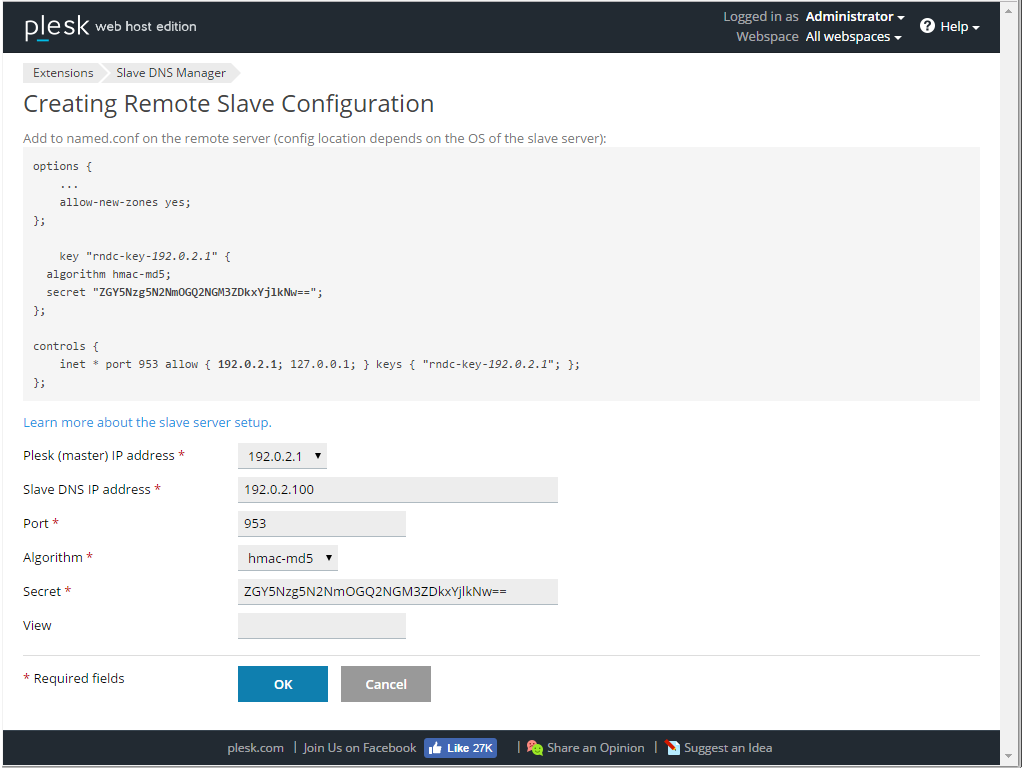 plesk web host edition
Logged in as Administrator
Webspace All webspaces
Help
Extensions
Slave DNS Manager
Creating Remote Slave Configuration
Add to named.conf on the remote server (config location depends on the OS of the slave server):
options {
...
allow-new-zones yes;
};
key "rndc-key-192.0.2.1" {
algorithm hmac-md5;
secret "ZGY5Nzg5N2NmOGQ2NGM3ZDkxYjlkNw==";
};
controls {
inet * port 953 allow { 192.0.2.1; 127.0.0.1; } keys { "rndc-key-192.0.2.1"; };
};
Learn more about the slave server setup.
Plesk (master) IP address * 192.0.2.1
Slave DNS IP address * 192.0.2.100
Port * 953
Algorithm * hmac-md5
Secret * ZGY5Nzg5N2NmOGQ2NGM3ZDkxYjlkNw==
View
* Required fields
OK
Cancel
plesk.com | Join Us on Facebook Like 27K | Share an Opinion | Suggest an Idea